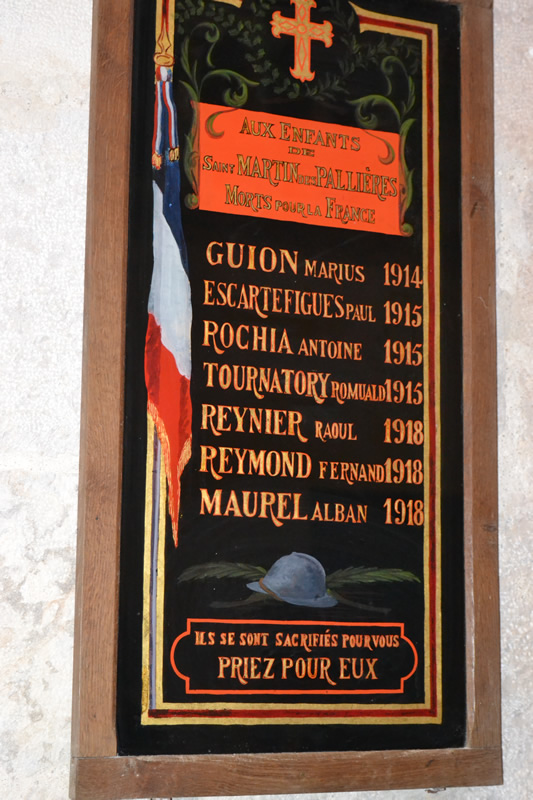 AUX ENFANTS
DE
SAINT MARTIN DES PALLIÈRES
MORTS POUR LA FRANCE
GUION MARIUS 1914
ESCARTEFIGUES PAUL 1915
ROCHIA ANTOINE 1915
TOURNATORY ROMUALD 1915
REYNIER RAOUL 1918
REYMOND FERNAND 1918
MAUREL ALBAN 1918
ILS SE SONT SACRIFIÉS POUR VOUS
PRIEZ POUR EUX